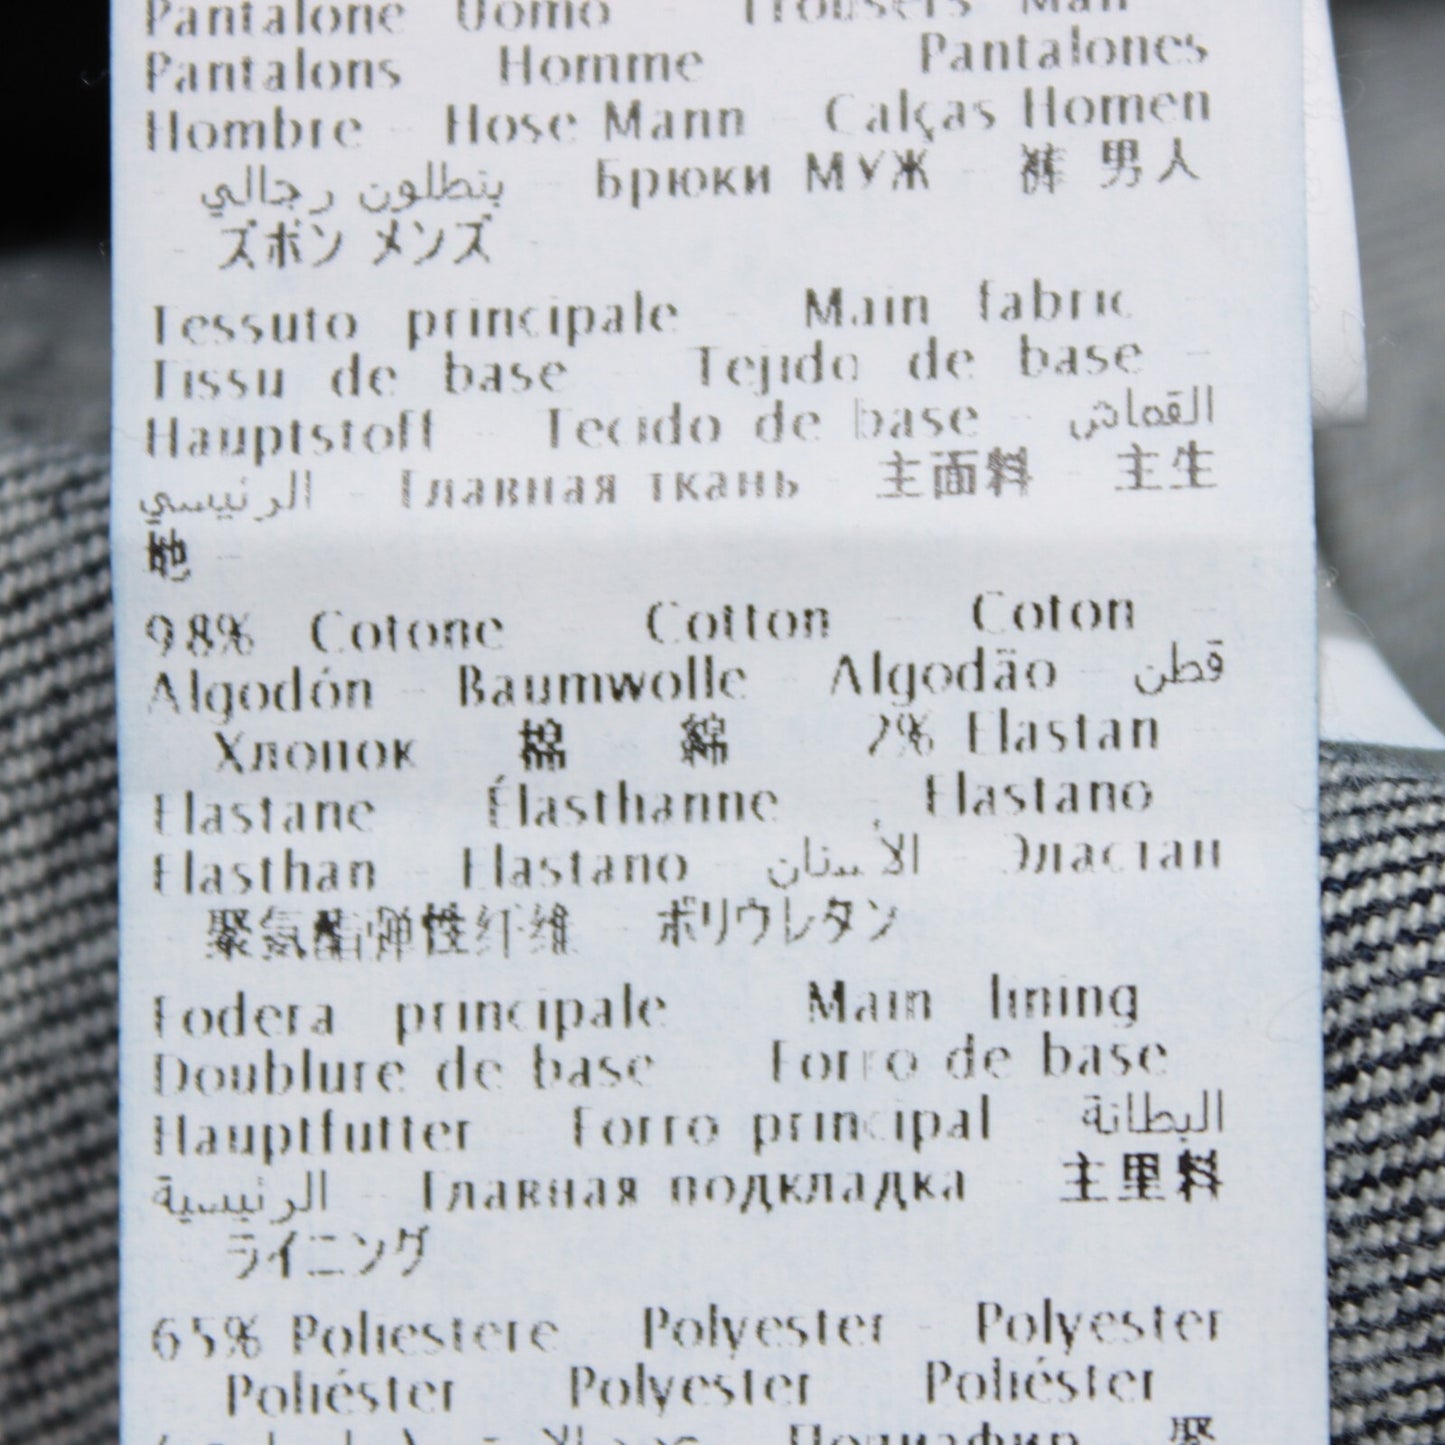 Pantalone Uomo - Trousers Man
Pantalons Homme Pantalones
Hombre - Hose Mann - Calças Homen
بنطلون رجالي - Брюки МУЖ - 裤 男人
- ズボン メンズ -
Tessuto principale - Main fabric
Tissu de base - Tejido de base -
Hauptstoff - Tecido de base - القماش
الرئيسي - Главная ткань - 主面料 - 主生
地 -
98% Cotone - Cotton - Coton -
Algodón - Baumwolle - Algodão - قطن
Хлопок 棉 綿 2% Elastan
Elastane Élasthanne - Elastano
Elasthan - Elastano - الأستان - Эластан
聚氨酯弹性纤维 - ポリウレタン
Fodera principale Main lining
Doublure de base - Forro de base
Hauptfutter - Forro principal - البطانة
الرئيسية - Главная подкладка - 主里料
ライニング
65% Poliestere - Polyester - Polyester
Poliéster Polyester Poliéster
Полиэфир 聚